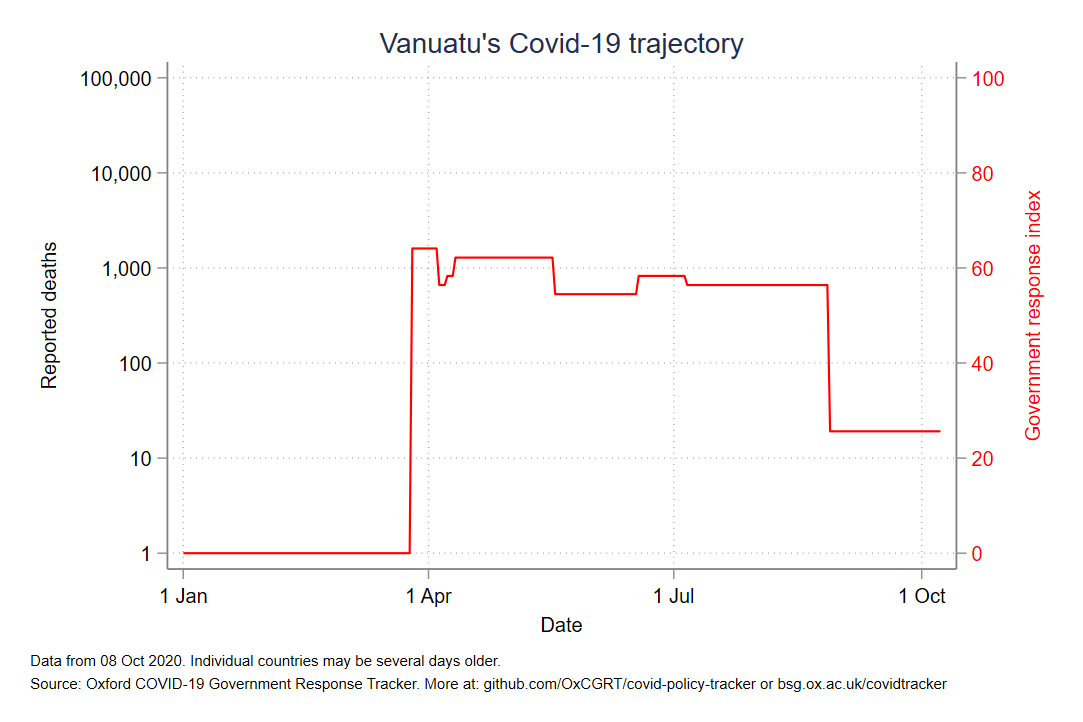 Vanuatu's Covid-19 trajectory
100,000
10,000
1,000
100
10
1
Reported deaths
100
80
60
40
20
0
Government response index
1 Jan
1 Apr
1 Jul
1 Oct
Date
Data from 08 Oct 2020. Individual countries may be several days older.
Source: Oxford COVID-19 Government Response Tracker. More at: github.com/OxCGRT/covid-policy-tracker or bsg.ox.ac.uk/covidtracker